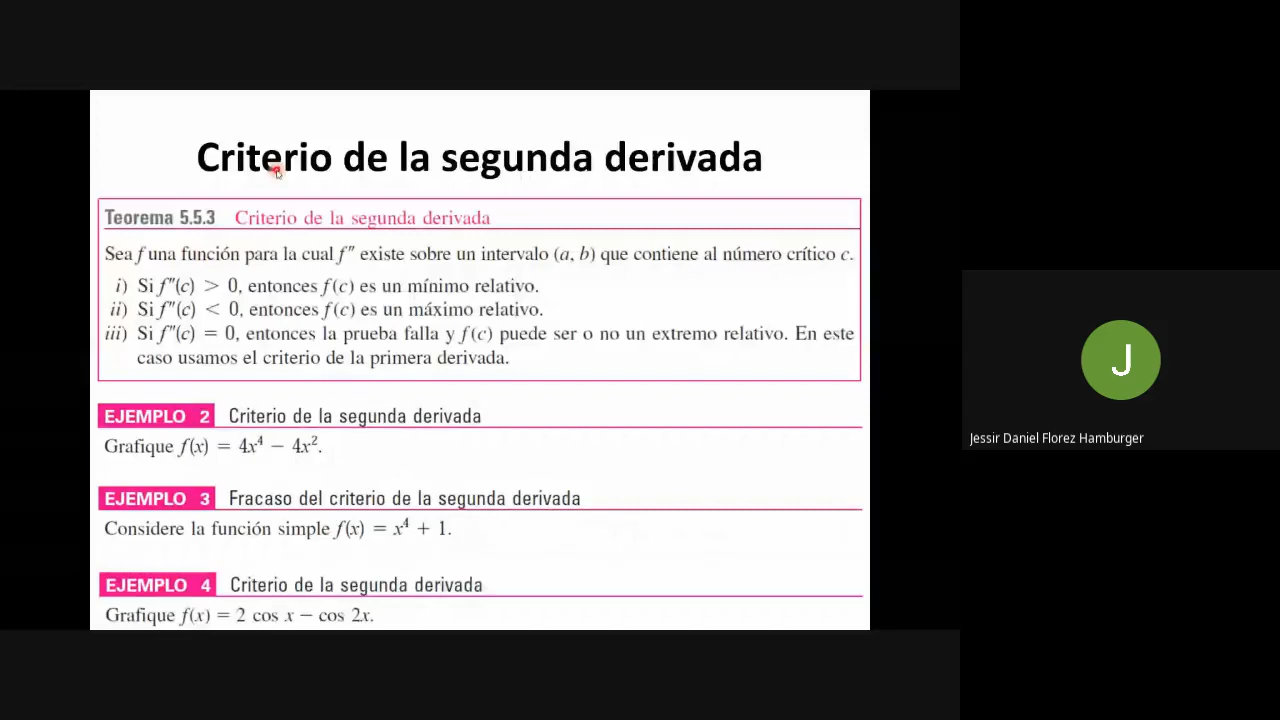 Criterio de la segunda derivada
Teorema 5.5.3 Criterio de la segunda derivada
Sea f una función para la cual f″ existe sobre un intervalo (a, b) que contiene al número crítico c.
i) Si f″(c) > 0, entonces f(c) es un mínimo relativo.
ii) Si f″(c) < 0, entonces f(c) es un máximo relativo.
iii) Si f″(c) = 0, entonces la prueba falla y f(c) puede ser o no un extremo relativo. En este
caso usamos el criterio de la primera derivada.
EJEMPLO 2 Criterio de la segunda derivada
Grafique f(x) = 4x⁴ − 4x².
EJEMPLO 3 Fracaso del criterio de la segunda derivada
Considere la función simple f(x) = x⁴ + 1.
EJEMPLO 4 Criterio de la segunda derivada
Grafique f(x) = 2 cos x − cos 2x.
J
Jessir Daniel Florez Hamburger